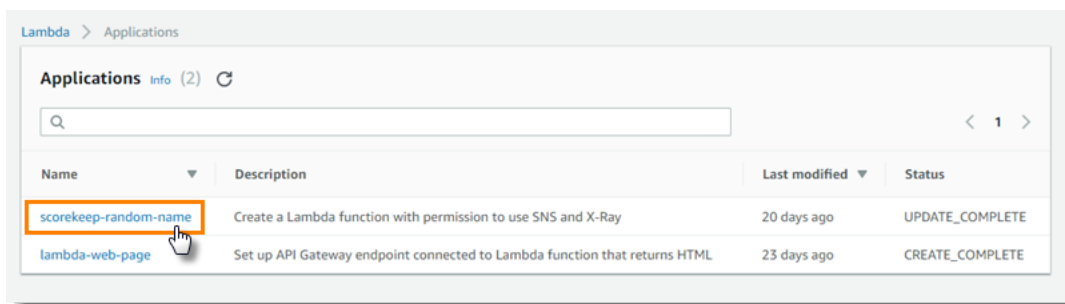 Lambda > Applications
Applications Info (2)
< 1 >
Name Description Last modified Status
scorekeep-random-name Create a Lambda function with permission to use SNS and X-Ray 20 days ago UPDATE_COMPLETE
lambda-web-page Set up API Gateway endpoint connected to Lambda function that returns HTML 23 days ago CREATE_COMPLETE